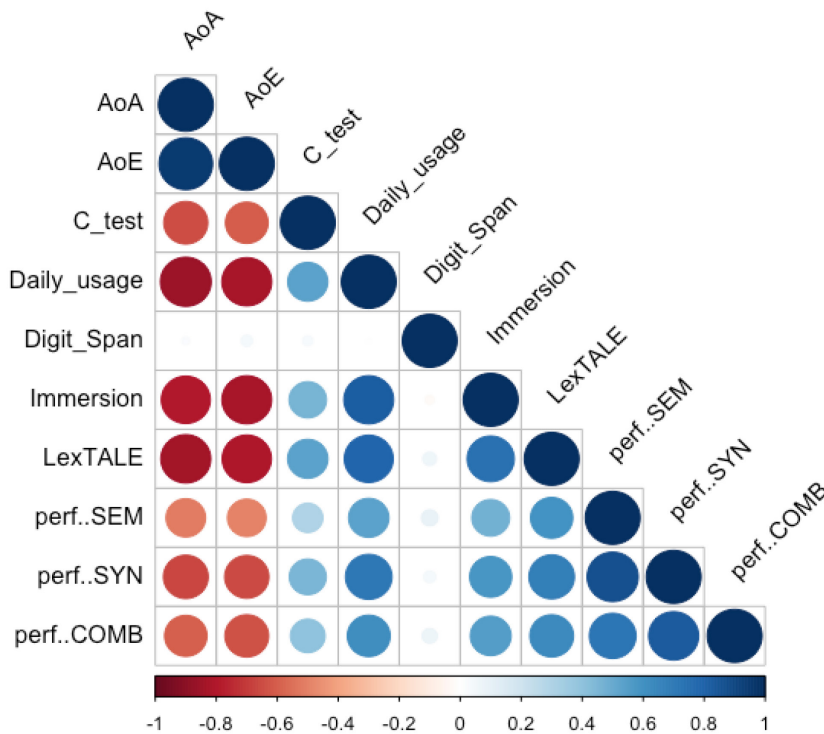 AoA
AoE
C_test
Daily_usage
Digit_Span
Immersion
LexTALE
perf..SEM
perf..SYN
perf..COMB
AoA
AoE
C_test
Daily_usage
Digit_Span
Immersion
LexTALE
perf..SEM
perf..SYN
perf..COMB
-1 -0.8 -0.6 -0.4 -0.2 0 0.2 0.4 0.6 0.8 1